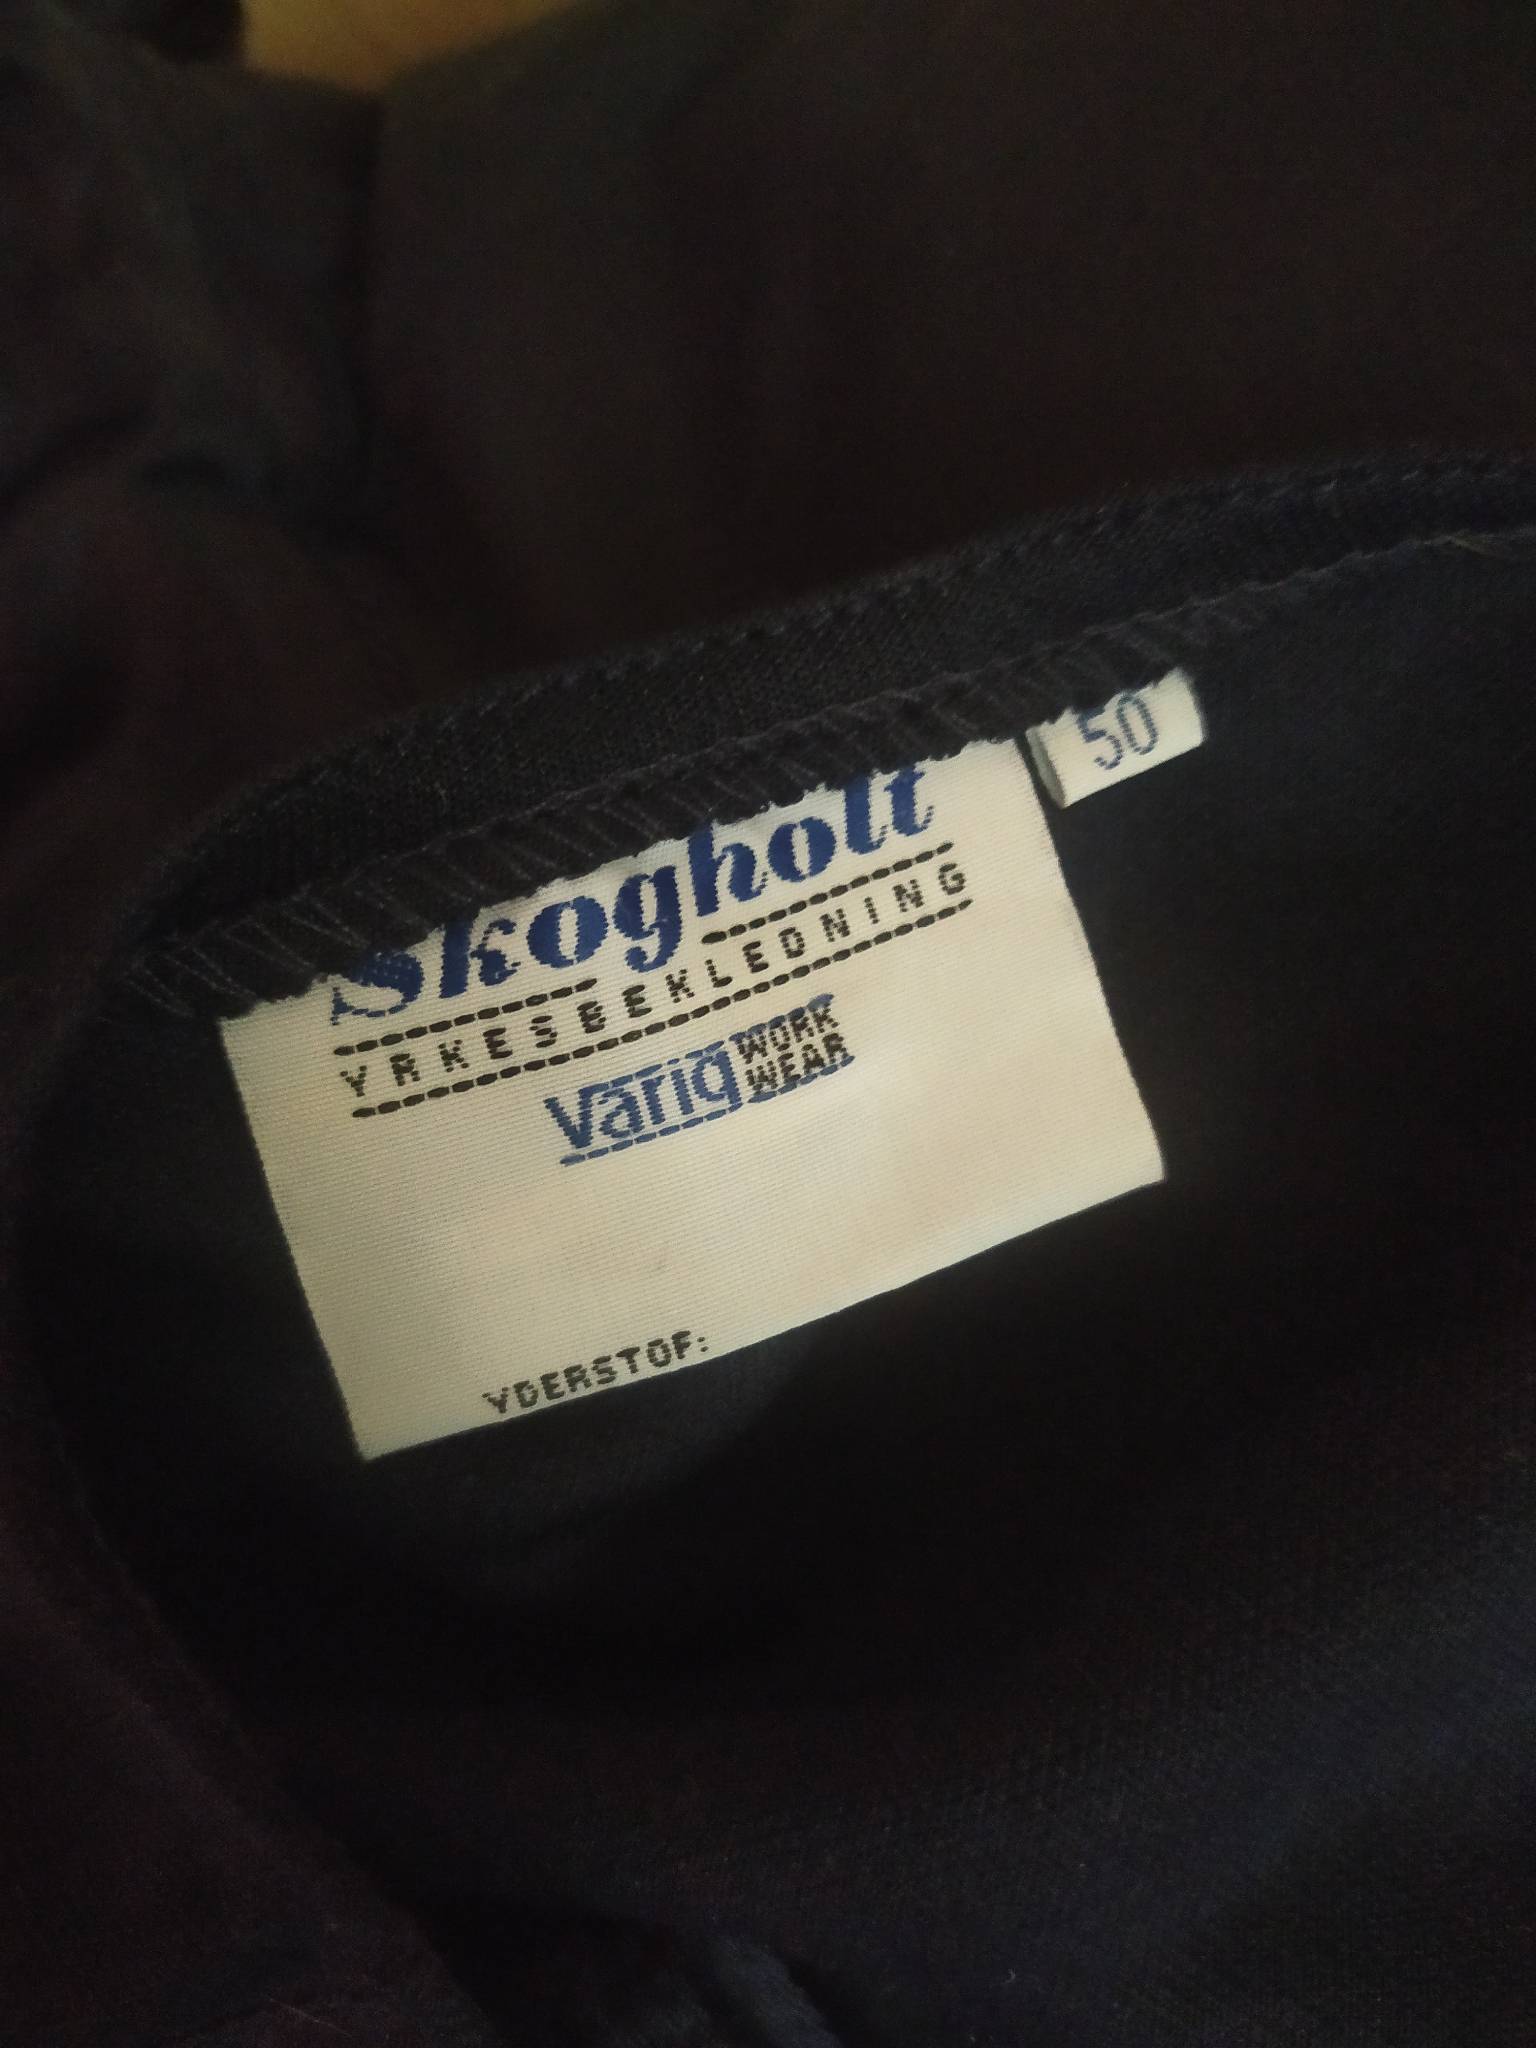 50
Skogholt
YRKESBEKLEDNING
Varig WORK
WEAR
YDERSTOF: